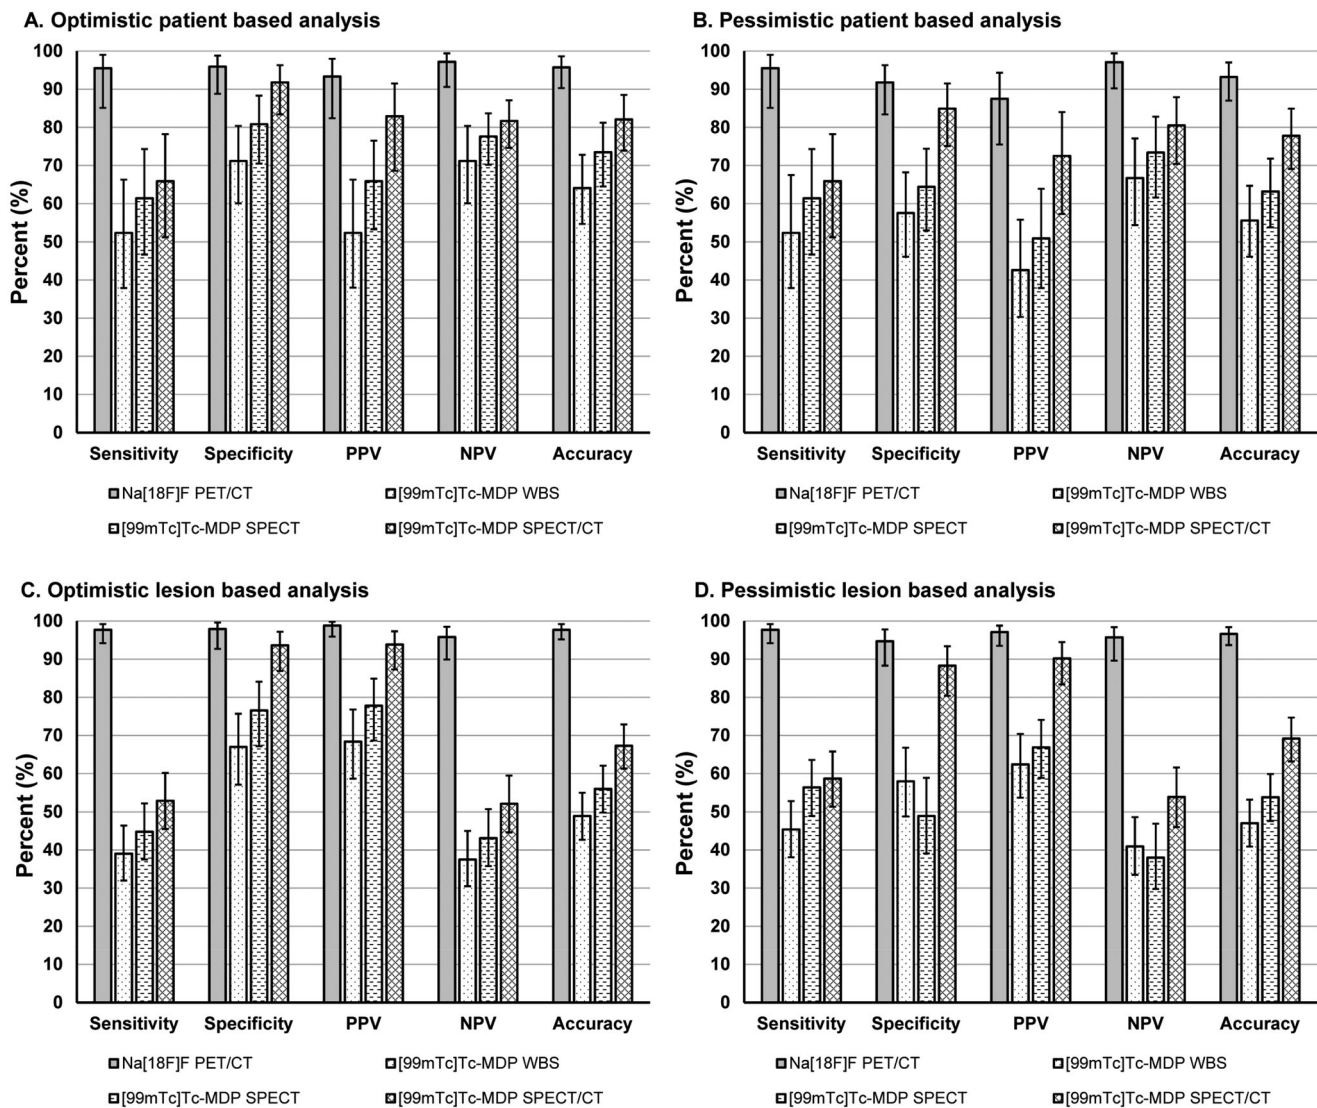 A. Optimistic patient based analysis
100
90
80
70
60
50
40
30
20
10
0
Percent (%)
Sensitivity Specificity PPV NPV Accuracy
Na[18F]F PET/CT [99mTc]Tc-MDP WBS
[99mTc]Tc-MDP SPECT [99mTc]Tc-MDP SPECT/CT
B. Pessimistic patient based analysis
100
90
80
70
60
50
40
30
20
10
0
Percent (%)
Sensitivity Specificity PPV NPV Accuracy
Na[18F]F PET/CT [99mTc]Tc-MDP WBS
[99mTc]Tc-MDP SPECT [99mTc]Tc-MDP SPECT/CT
C. Optimistic lesion based analysis
100
90
80
70
60
50
40
30
20
10
0
Percent (%)
Sensitivity Specificity PPV NPV Accuracy
Na[18F]F PET/CT [99mTc]Tc-MDP WBS
[99mTc]Tc-MDP SPECT [99mTc]Tc-MDP SPECT/CT
D. Pessimistic lesion based analysis
100
90
80
70
60
50
40
30
20
10
0
Percent (%)
Sensitivity Specificity PPV NPV Accuracy
Na[18F]F PET/CT [99mTc]Tc-MDP WBS
[99mTc]Tc-MDP SPECT [99mTc]Tc-MDP SPECT/CT